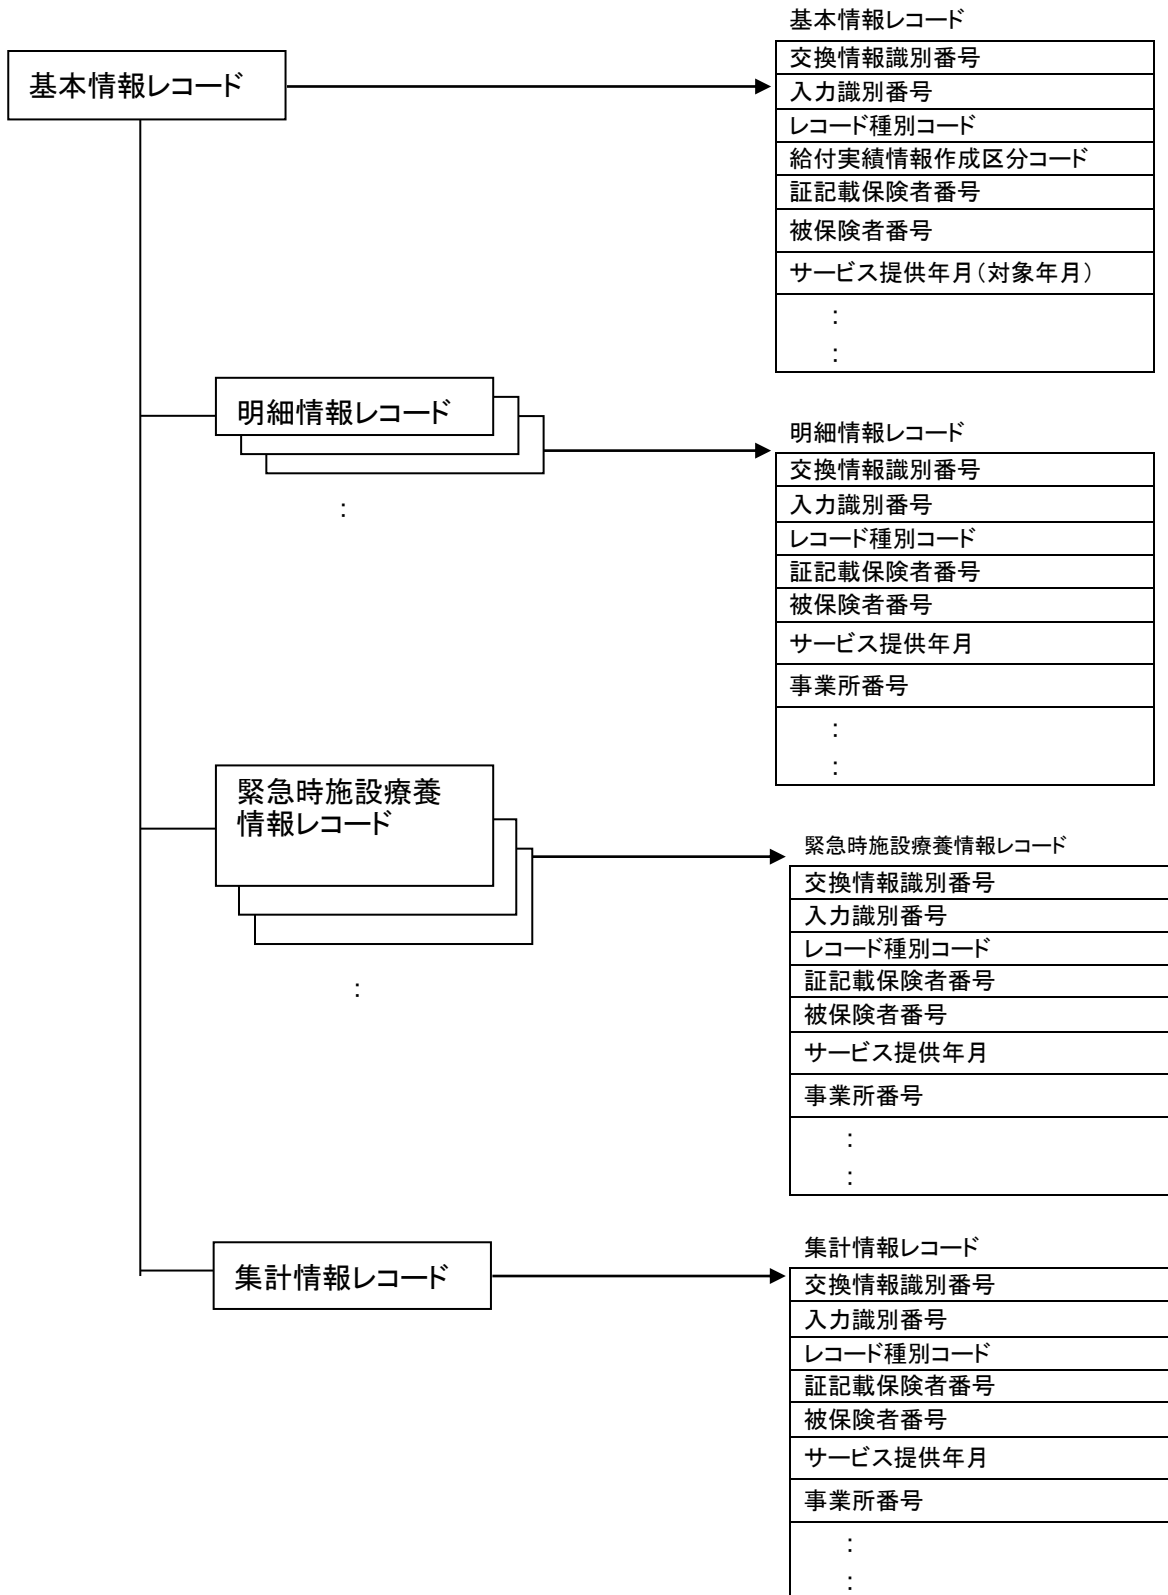 基本情報レコード
基本情報レコード
交換情報識別番号
入力識別番号
レコード種別コード
給付実績情報作成区分コード
証記載保険者番号
被保険者番号
サービス提供年月(対象年月)
:
:
明細情報レコード
:
明細情報レコード
交換情報識別番号
入力識別番号
レコード種別コード
証記載保険者番号
被保険者番号
サービス提供年月
事業所番号
:
:
緊急時施設療養
情報レコード
:
緊急時施設療養情報レコード
交換情報識別番号
入力識別番号
レコード種別コード
証記載保険者番号
被保険者番号
サービス提供年月
事業所番号
:
:
集計情報レコード
集計情報レコード
交換情報識別番号
入力識別番号
レコード種別コード
証記載保険者番号
被保険者番号
サービス提供年月
事業所番号
:
: